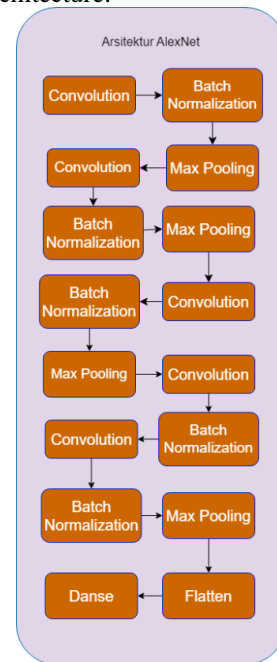 chitecture.
Arsitektur AlexNet
Convolution
Batch
Normalization
Convolution
Max Pooling
Batch
Normalization
Max Pooling
Batch
Normalization
Convolution
Max Pooling
Convolution
Convolution
Batch
Normalization
Batch
Normalization
Max Pooling
Danse
Flatten